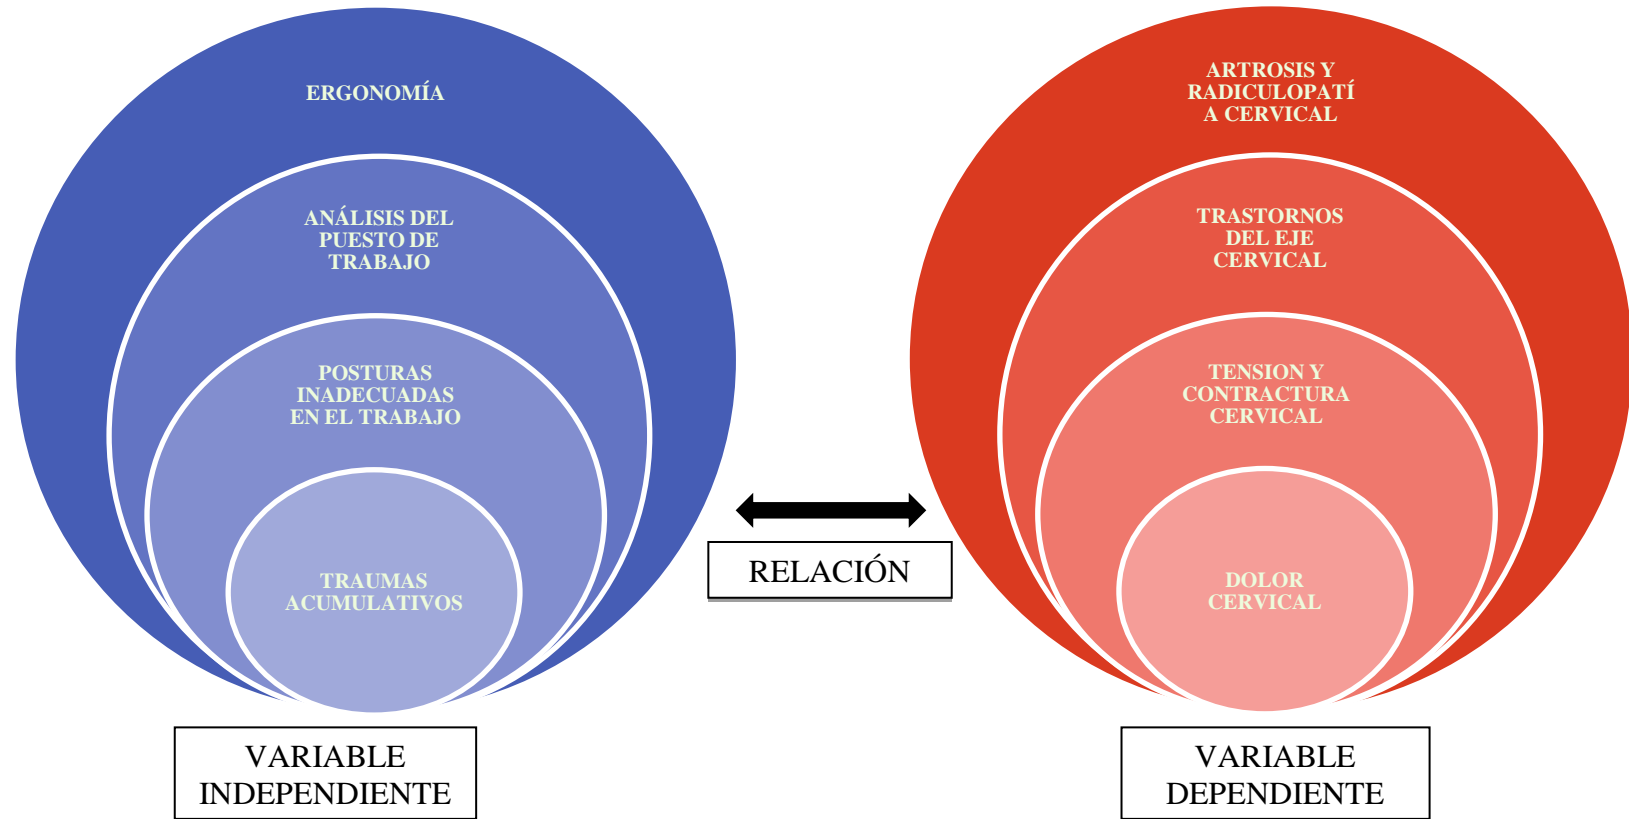 ERGONOMÍA
ANÁLISIS DEL
PUESTO DE
TRABAJO
POSTURAS
INADECUADAS
EN EL TRABAJO
TRAUMAS
ACUMULATIVOS
VARIABLE
INDEPENDIENTE
RELACIÓN
ARTROSIS Y
RADICULOPATÍ
A CERVICAL
TRASTORNOS
DEL EJE
CERVICAL
TENSION Y
CONTRACTURA
CERVICAL
DOLOR
CERVICAL
VARIABLE
DEPENDIENTE